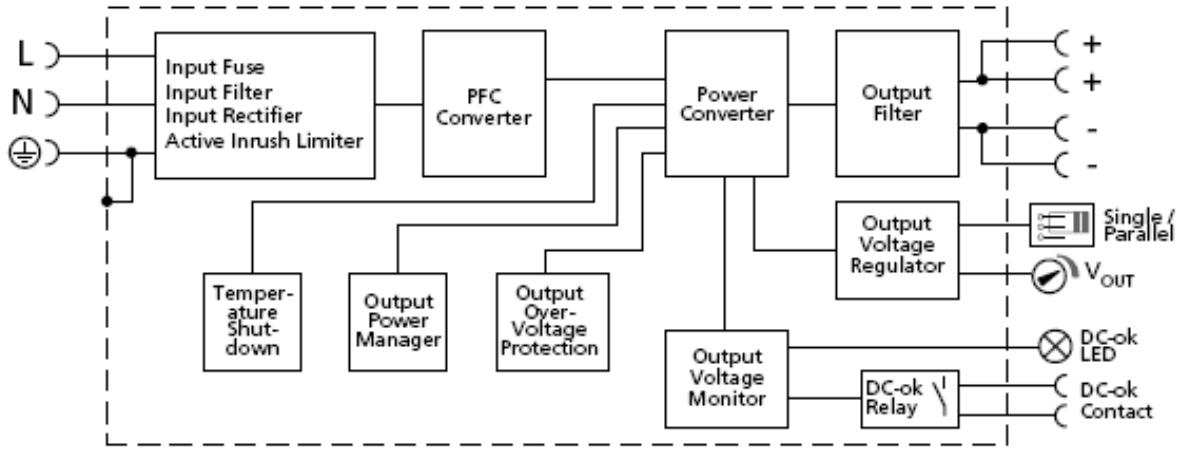 L
N
Input Fuse
Input Filter
Input Rectifier
Active Inrush Limiter
PFC
Converter
Power
Converter
Output
Filter
+
+
-
-
Output
Voltage
Regulator
Single /
Parallel
VOUT
Temper-
ature
Shut-
down
Output
Power
Manager
Output
Over-
Voltage
Protection
Output
Voltage
Monitor
DC-ok
LED
DC-ok
Relay
DC-ok
Contact